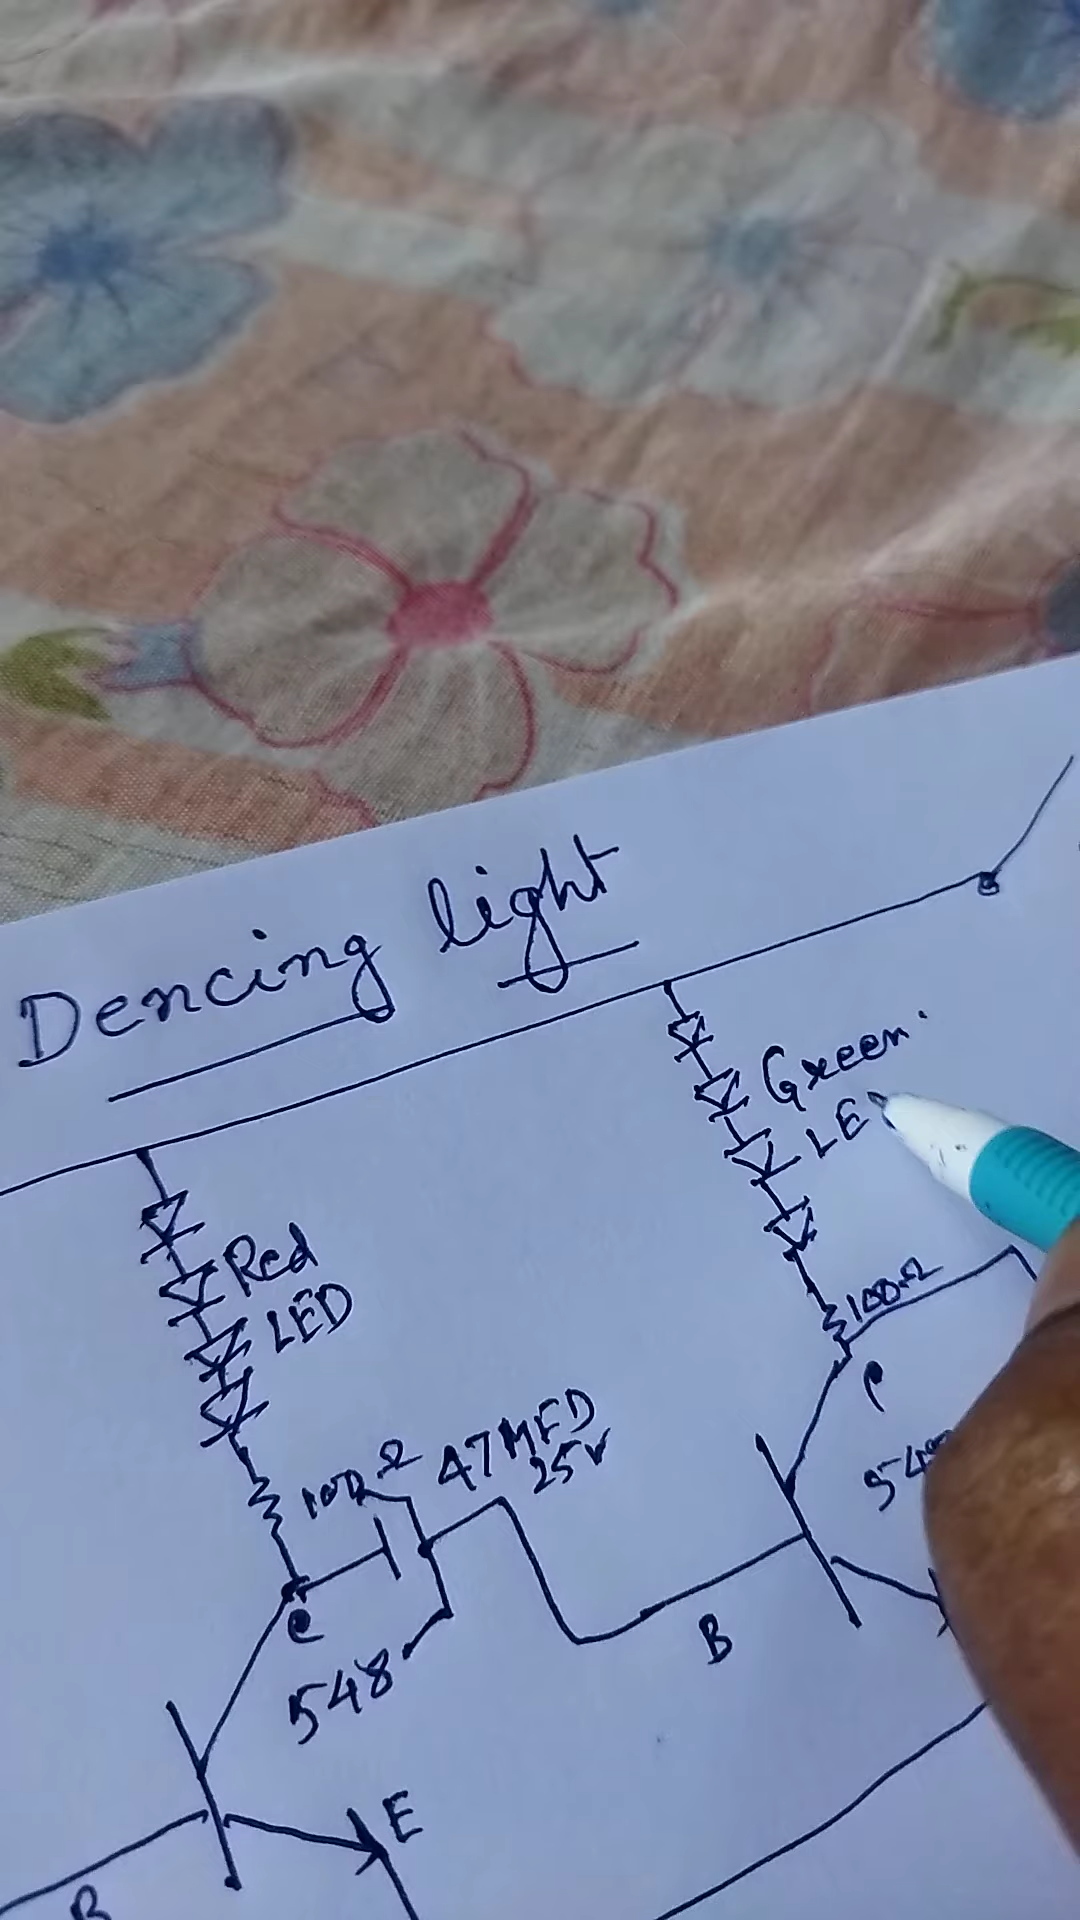 Dencing light
Green
LE
Red
LED
100Ω
100Ω
47MFD
25V
C
548
B
E
B